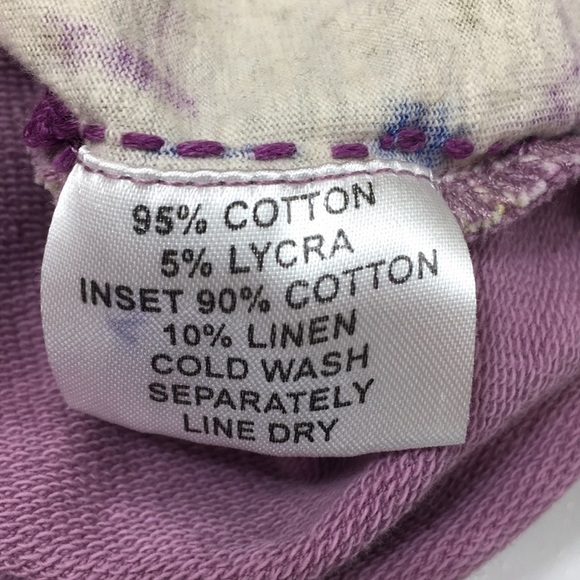 95% COTTON
5% LYCRA
INSET 90% COTTON
10% LINEN
COLD WASH
SEPARATELY
LINE DRY